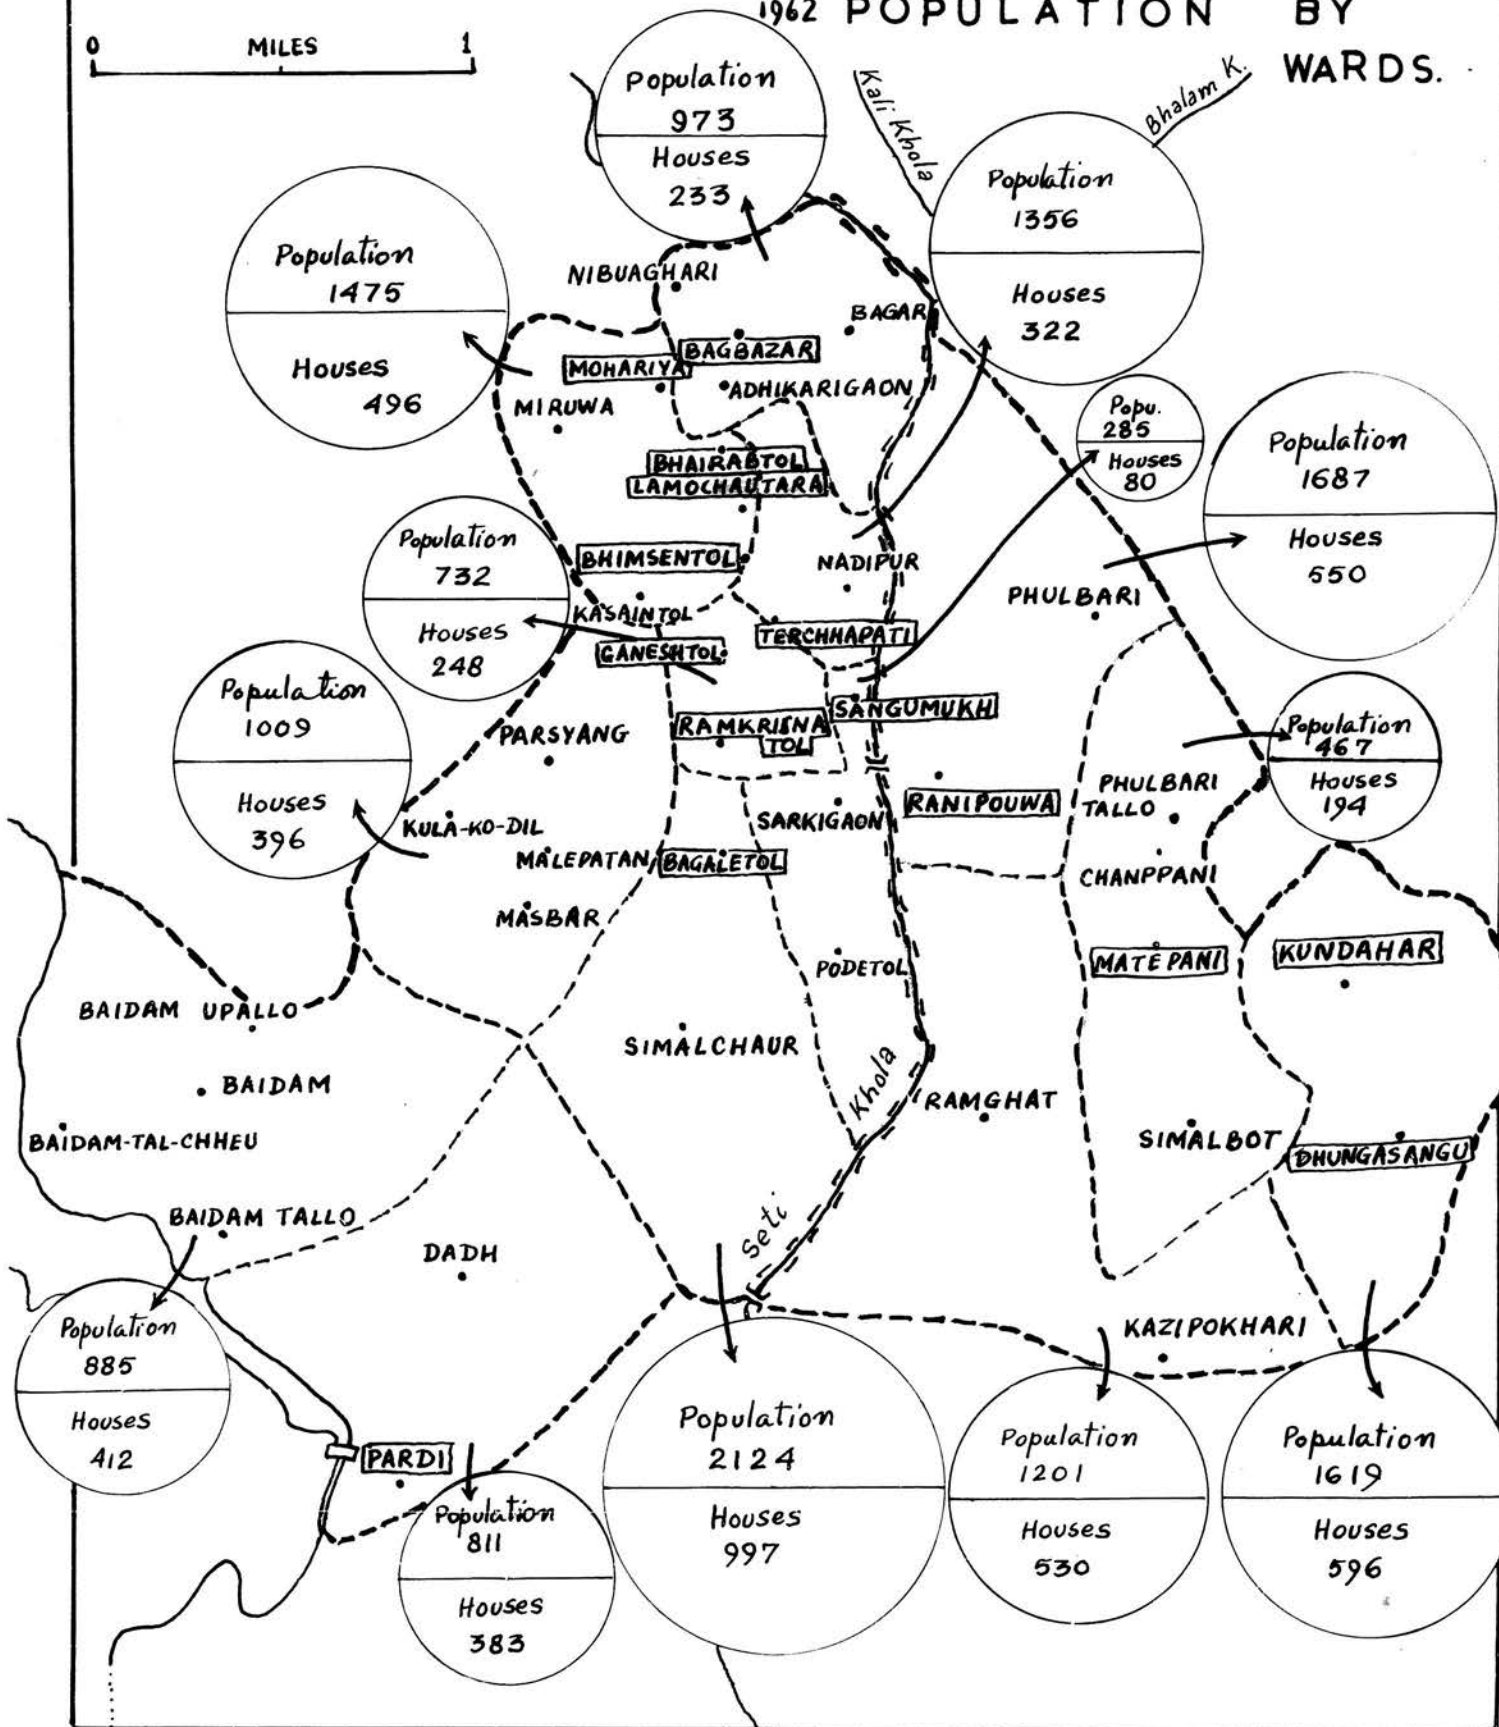 1962 POPULATION BY
WARDS.
0 MILES 1
Population
973
Houses
233
Kali Khola
Bhalam K.
Population
1356
Houses
322
Population
1475
Houses
496
NIBUAGHARI
BAGAR
BAGBAZAR
MOHARIYA
ADHIKARIGAON
MIRUWA
Popu.
285
Houses
80
Population
1687
Houses
550
BHAIRABTOL
LAMOCHAUTARA
Population
732
Houses
248
BHIMSENTOL
NADIPUR
PHULBARI
KASAINTOL
TERCHHAPATI
GANESHTOL
Population
1009
Houses
396
PARSYANG
RAMKRISNA
TOL
SANGUMUKH
Population
467
Houses
194
PHULBARI
TALLO
RANIPOUWA
SARKIGAON
KULA-KO-DIL
MALEPATAN
BAGALETOL
CHANPPANI
MASBAR
PODETOL
MATEPANI
KUNDAHAR
BAIDAM UPALLO
SIMALCHAUR
BAIDAM
Seti Khola
RAMGHAT
BAIDAM-TAL-CHHEU
SIMALBOT
DHUNGASANGU
BAIDAM TALLO
DADH
KAZIPOKHARI
Population
885
Houses
412
PARDI
Population
811
Houses
383
Population
2124
Houses
997
Population
1201
Houses
530
Population
1619
Houses
596